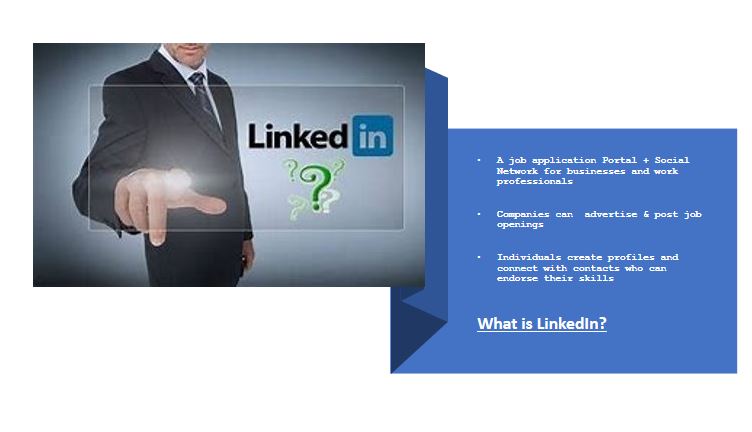 Linked in
???
• A job application Portal + Social
Network for businesses and work
professionals
• Companies can advertise & post job
openings
• Individuals create profiles and
connect with contacts who can
endorse their skills
What is LinkedIn?